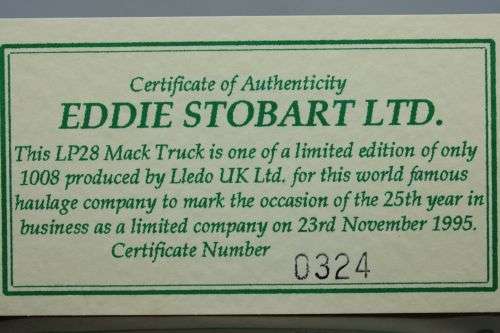 Certificate of Authenticity
EDDIE STOBART LTD.
This LP28 Mack Truck is one of a limited edition of only
1008 produced by Lledo UK Ltd. for this world famous
haulage company to mark the occasion of the 25th year in
business as a limited company on 23rd November 1995.
Certificate Number 0324